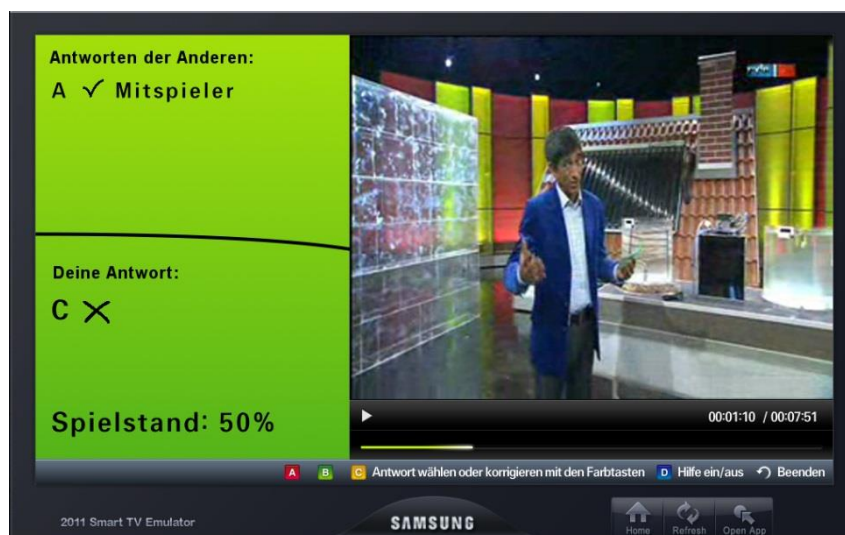 Antworten der Anderen:
A ✓ Mitspieler
Deine Antwort:
C ✗
Spielstand: 50%
00:01:10 / 00:07:51
A B C Antwort wählen oder korrigieren mit den Farbtasten D Hilfe ein/aus Beenden
2011 Smart TV Emulator
SAMSUNG
Home Refresh Open App